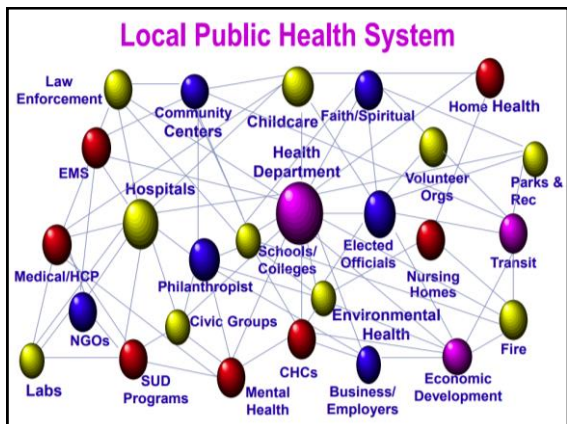 Local Public Health System
Law
Enforcement
Community
Centers
Childcare
Faith/Spiritual
Home Health
EMS
Hospitals
Health
Department
Volunteer
Orgs
Parks &
Rec
Medical/HCP
Philanthropist
Schools/
Colleges
Elected
Officials
Nursing
Homes
Transit
NGOs
Civic Groups
Environmental
Health
Fire
Labs
SUD
Programs
Mental
Health
CHCs
Business/
Employers
Economic
Development